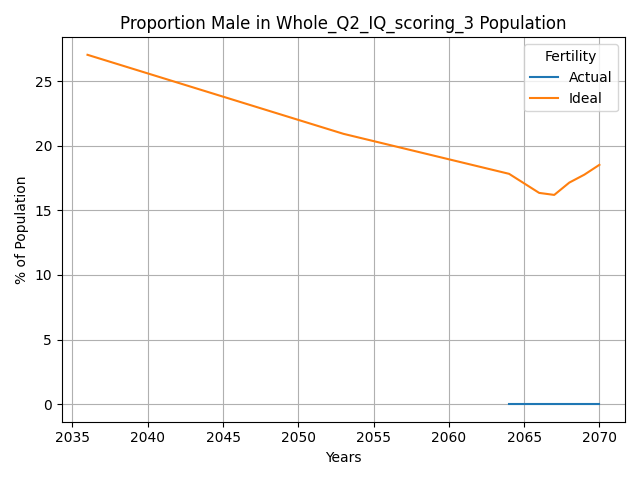 Proportion Male in Whole_Q2_IQ_scoring_3 Population
Fertility
Actual
Ideal
% of Population
25
20
15
10
5
0
2035 2040 2045 2050 2055 2060 2065 2070
Years